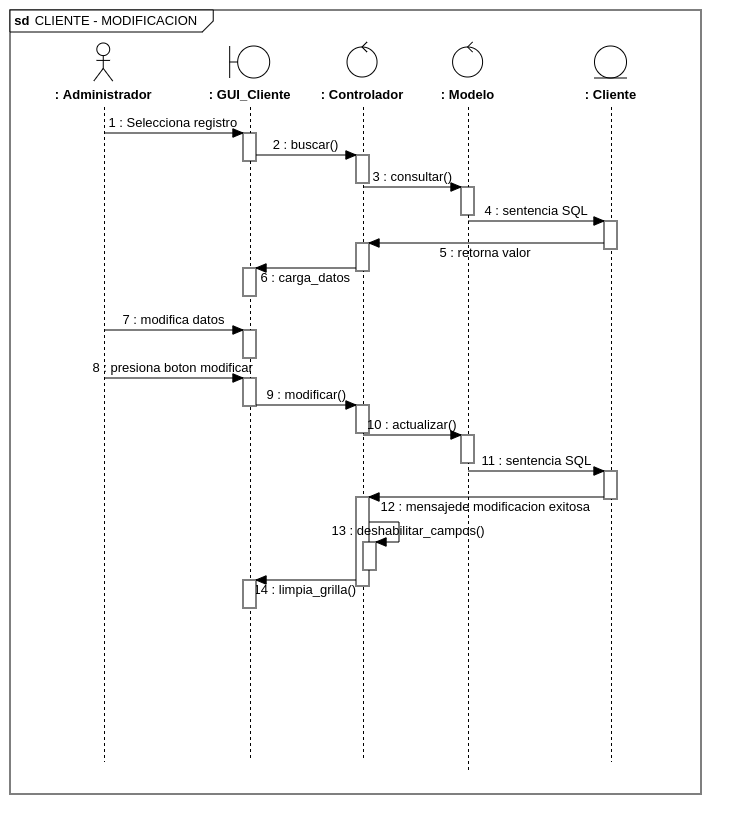 sd CLIENTE - MODIFICACION
: Administrador : GUI_Cliente : Controlador : Modelo : Cliente
1 : Selecciona registro
2 : buscar()
3 : consultar()
4 : sentencia SQL
5 : retorna valor
6 : carga_datos
7 : modifica datos
8 : presiona boton modificar
9 : modificar()
10 : actualizar()
11 : sentencia SQL
12 : mensajede modificacion exitosa
13 : deshabilitar_campos()
14 : limpia_grilla()